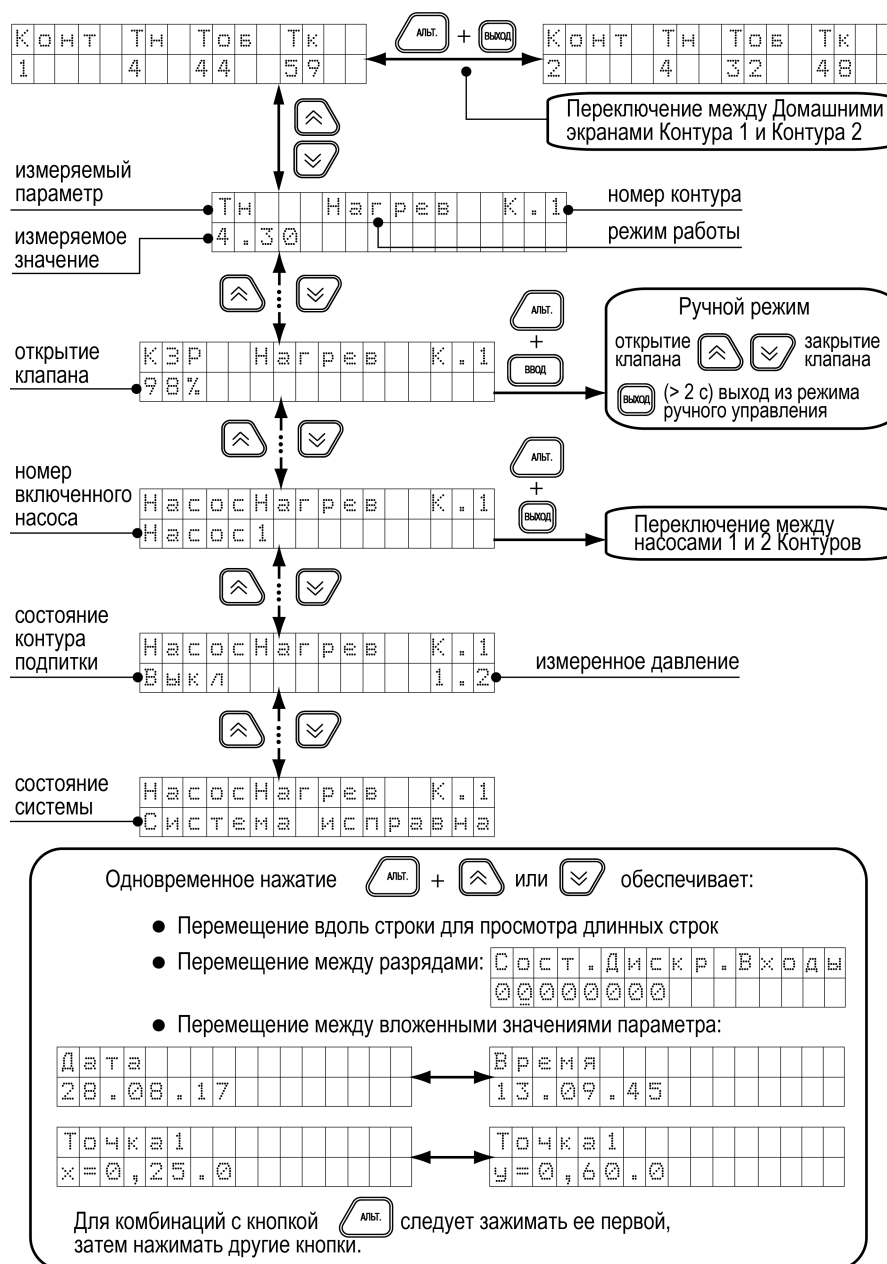 Конт Тн Тоб Тк
1 4 44 59
АЛЬТ. + ВЫХОД
Конт Тн Тоб Тк
2 4 32 48
Переключение между Домашними
экранами Контура 1 и Контура 2
измеряемый
параметр
Тн Нагрев К.1
номер контура
измеряемое
значение
4.30
режим работы
открытие
клапана
КЗР Нагрев К.1
98%
АЛЬТ.
+
ВВОД
Ручной режим
открытие
клапана
закрытие
клапана
ВЫХОД (> 2 с) выход из режима
ручного управления
номер
включенного
насоса
НасосНагрев К.1
Насос1
АЛЬТ.
+
ВЫХОД
Переключение между
насосами 1 и 2 Контуров
состояние
контура
подпитки
НасосНагрев К.1
Выкл 1.2
измеренное давление
состояние
системы
НасосНагрев К.1
Система исправна
Одновременное нажатие АЛЬТ. + или обеспечивает:
● Перемещение вдоль строки для просмотра длинных строк
● Перемещение между разрядами:
Сост.Дискр.Входы
00000000
● Перемещение между вложенными значениями параметра:
Дата
28.08.17
Время
13.09.45
Точка1
x=0,25.0
Точка1
y=0,60.0
Для комбинаций с кнопкой АЛЬТ. следует зажимать ее первой,
затем нажимать другие кнопки.